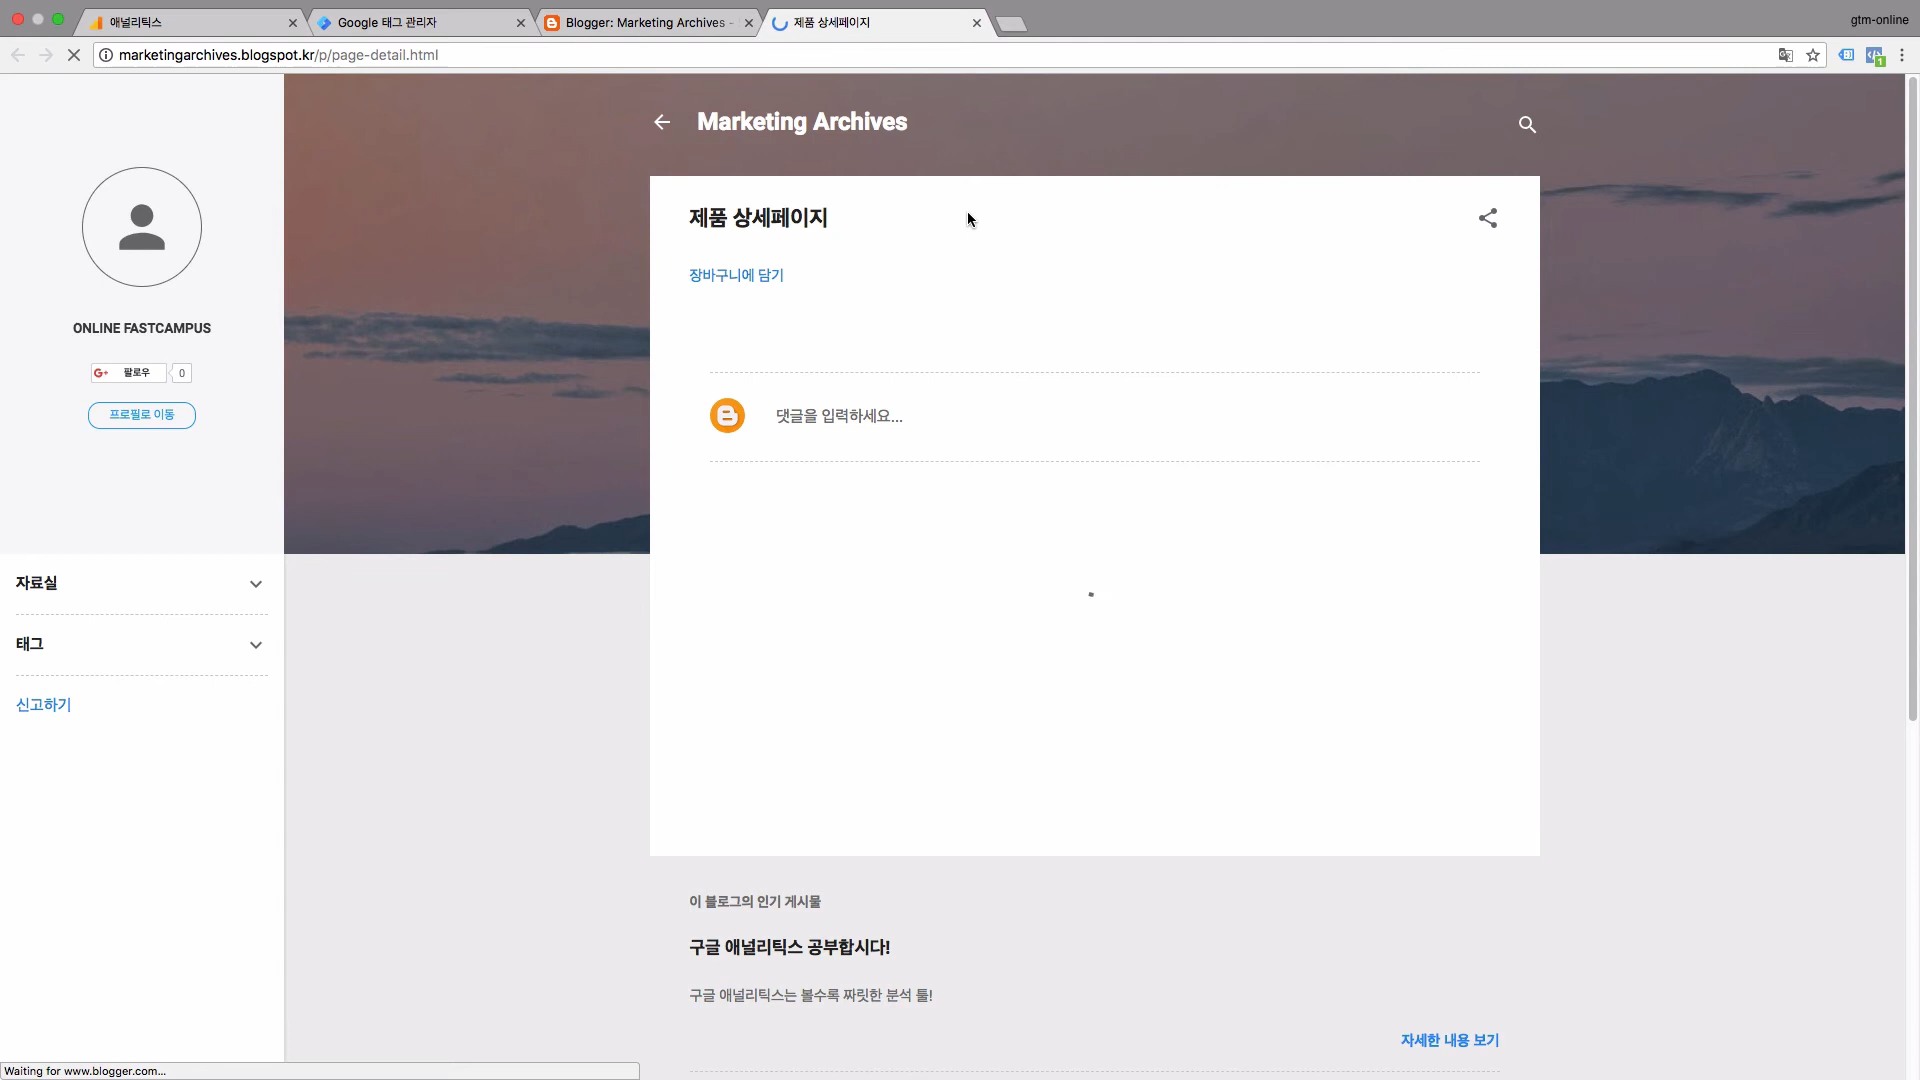 애널리틱스
Google 태그 관리자
Blogger: Marketing Archives -
제품 상세페이지
gtm-online
marketingarchives.blogspot.kr/p/page-detail.html
1
Marketing Archives
제품 상세페이지
장바구니에 담기
ONLINE FASTCAMPUS
G+ 팔로우 0
프로필로 이동
댓글을 입력하세요...
자료실
태그
신고하기
이 블로그의 인기 게시물
구글 애널리틱스 공부합시다!
구글 애널리틱스는 볼수록 짜릿한 분석 툴!
자세한 내용 보기
Waiting for www.blogger.com...